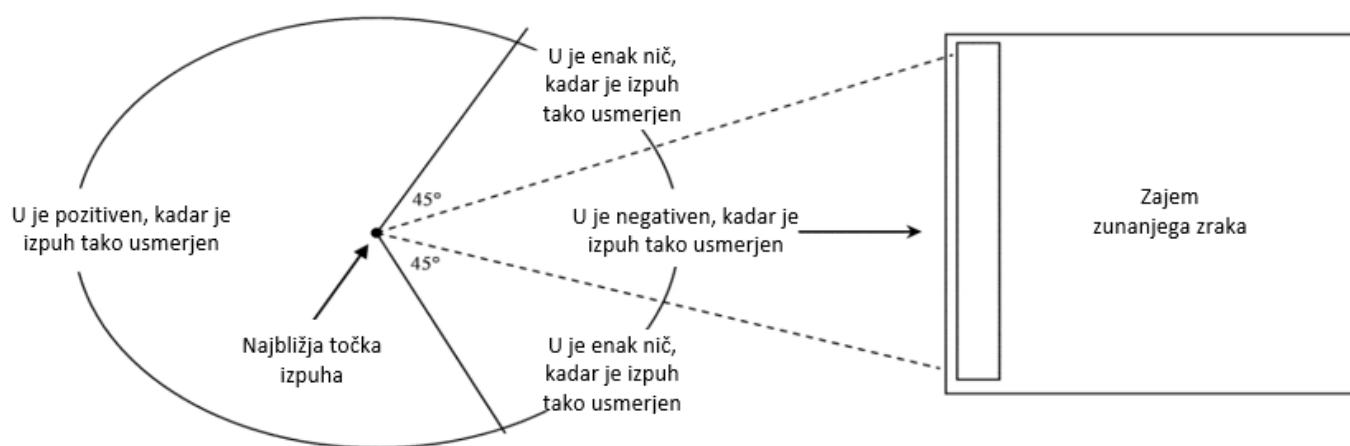 U je enak nič,
kadar je izpuh
tako usmerjen
45°
U je pozitiven, kadar je
izpuh tako usmerjen
U je negativen, kadar je
izpuh tako usmerjen
Zajem
zunanjega zraka
45°
Najbližja točka
izpuha
U je enak nič,
kadar je izpuh
tako usmerjen